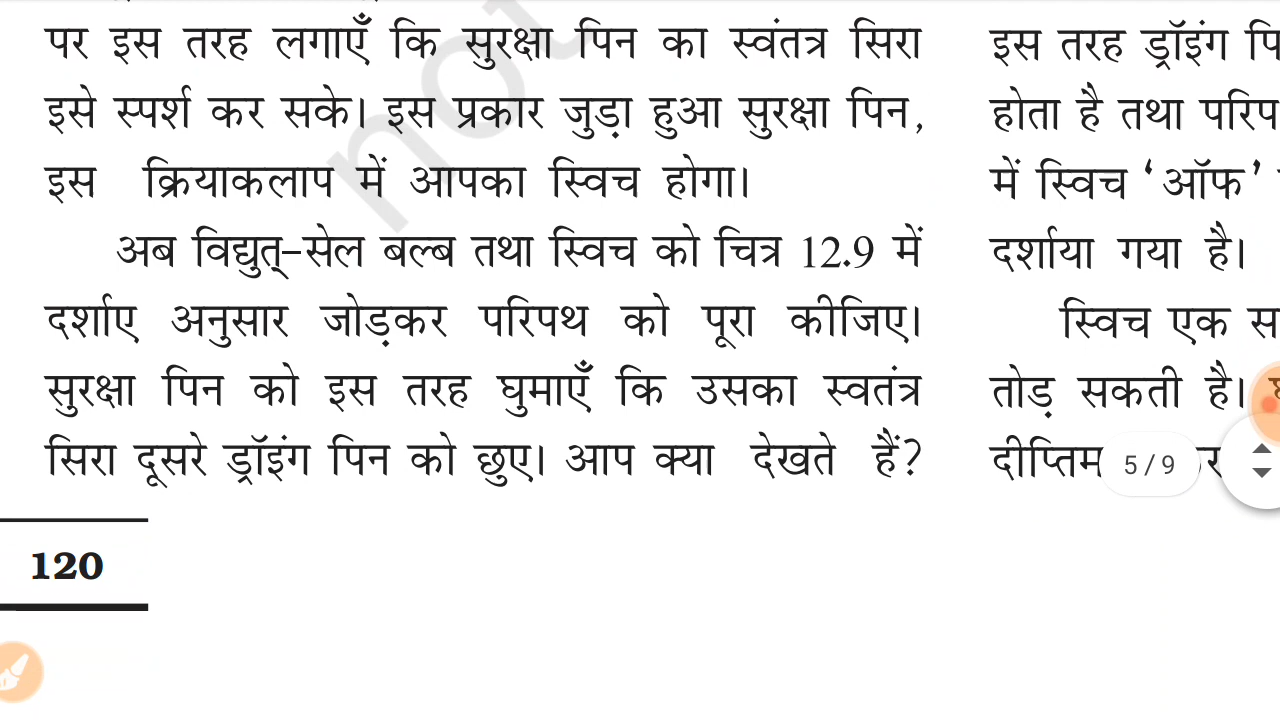 पर इस तरह लगाएँ कि सुरक्षा पिन का स्वंतत्र सिरा
इसे स्पर्श कर सके। इस प्रकार जुड़ा हुआ सुरक्षा पिन,
इस क्रियाकलाप में आपका स्विच होगा।
अब विद्युत्-सेल बल्ब तथा स्विच को चित्र 12.9 में
दर्शाए अनुसार जोड़कर परिपथ को पूरा कीजिए।
सुरक्षा पिन को इस तरह घुमाएँ कि उसका स्वतंत्र
सिरा दूसरे ड्रॉइंग पिन को छुए। आप क्या देखते हैं?
120
इस तरह ड्रॉइंग
होता है तथा
में स्विच ‘ऑफ’
दर्शाया गया है।
स्विच एक
तोड़ सकती है।
5 / 9
not